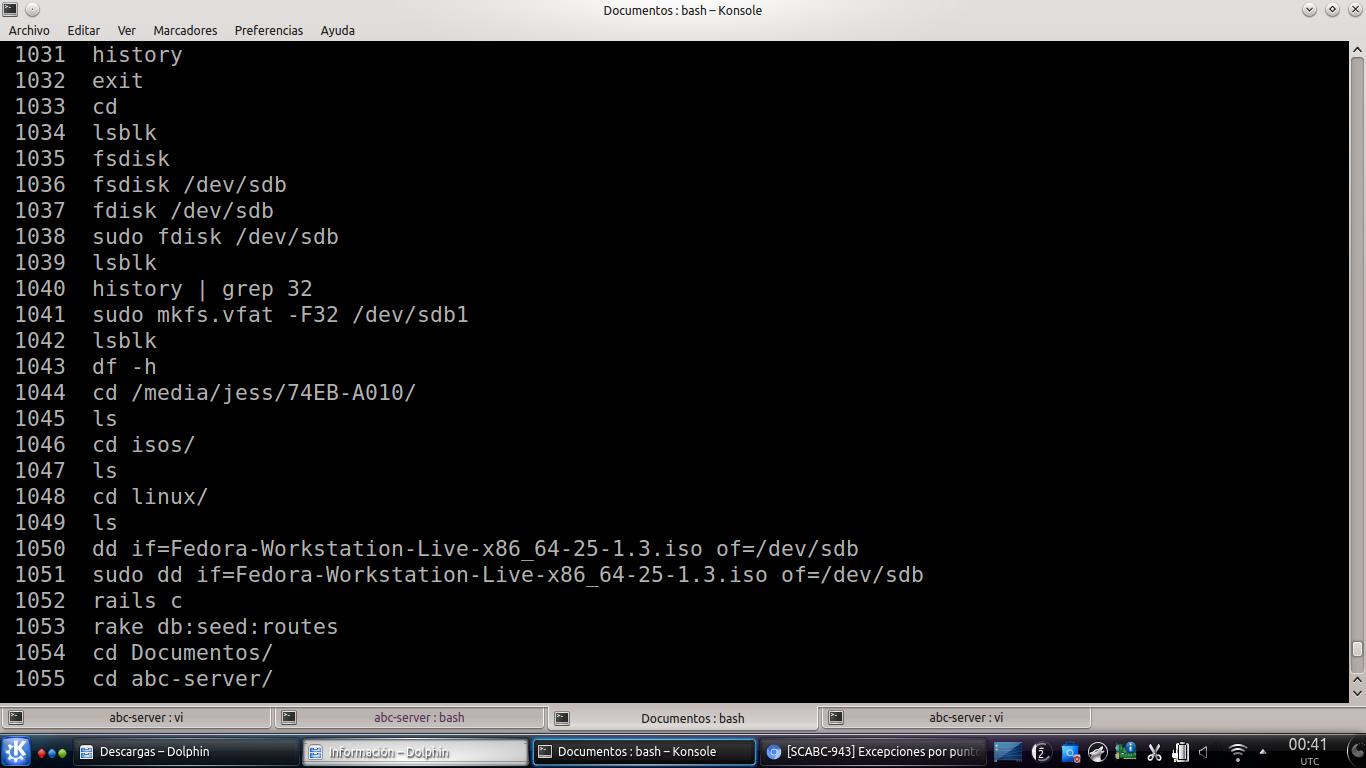 Documentos : bash – Konsole
Archivo Editar Ver Marcadores Preferencias Ayuda
1031 history
1032 exit
1033 cd
1034 lsblk
1035 fsdisk
1036 fsdisk /dev/sdb
1037 fdisk /dev/sdb
1038 sudo fdisk /dev/sdb
1039 lsblk
1040 history | grep 32
1041 sudo mkfs.vfat -F32 /dev/sdb1
1042 lsblk
1043 df -h
1044 cd /media/jess/74EB-A010/
1045 ls
1046 cd isos/
1047 ls
1048 cd linux/
1049 ls
1050 dd if=Fedora-Workstation-Live-x86_64-25-1.3.iso of=/dev/sdb
1051 sudo dd if=Fedora-Workstation-Live-x86_64-25-1.3.iso of=/dev/sdb
1052 rails c
1053 rake db:seed:routes
1054 cd Documentos/
1055 cd abc-server/
abc-server : vi abc-server : bash Documentos : bash abc-server : vi
Descargas – Dolphin Información – Dolphin Documentos : bash – Konsole [SCABC-943] Excepciones por punto 2 00:41
UTC